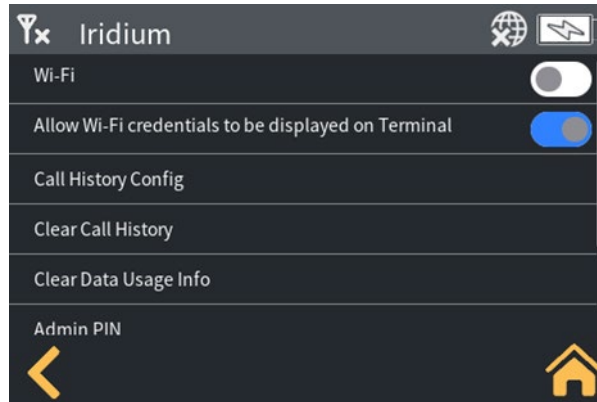 Iridium
Wi-Fi
Allow Wi-Fi credentials to be displayed on Terminal
Call History Config
Clear Call History
Clear Data Usage Info
Admin PIN